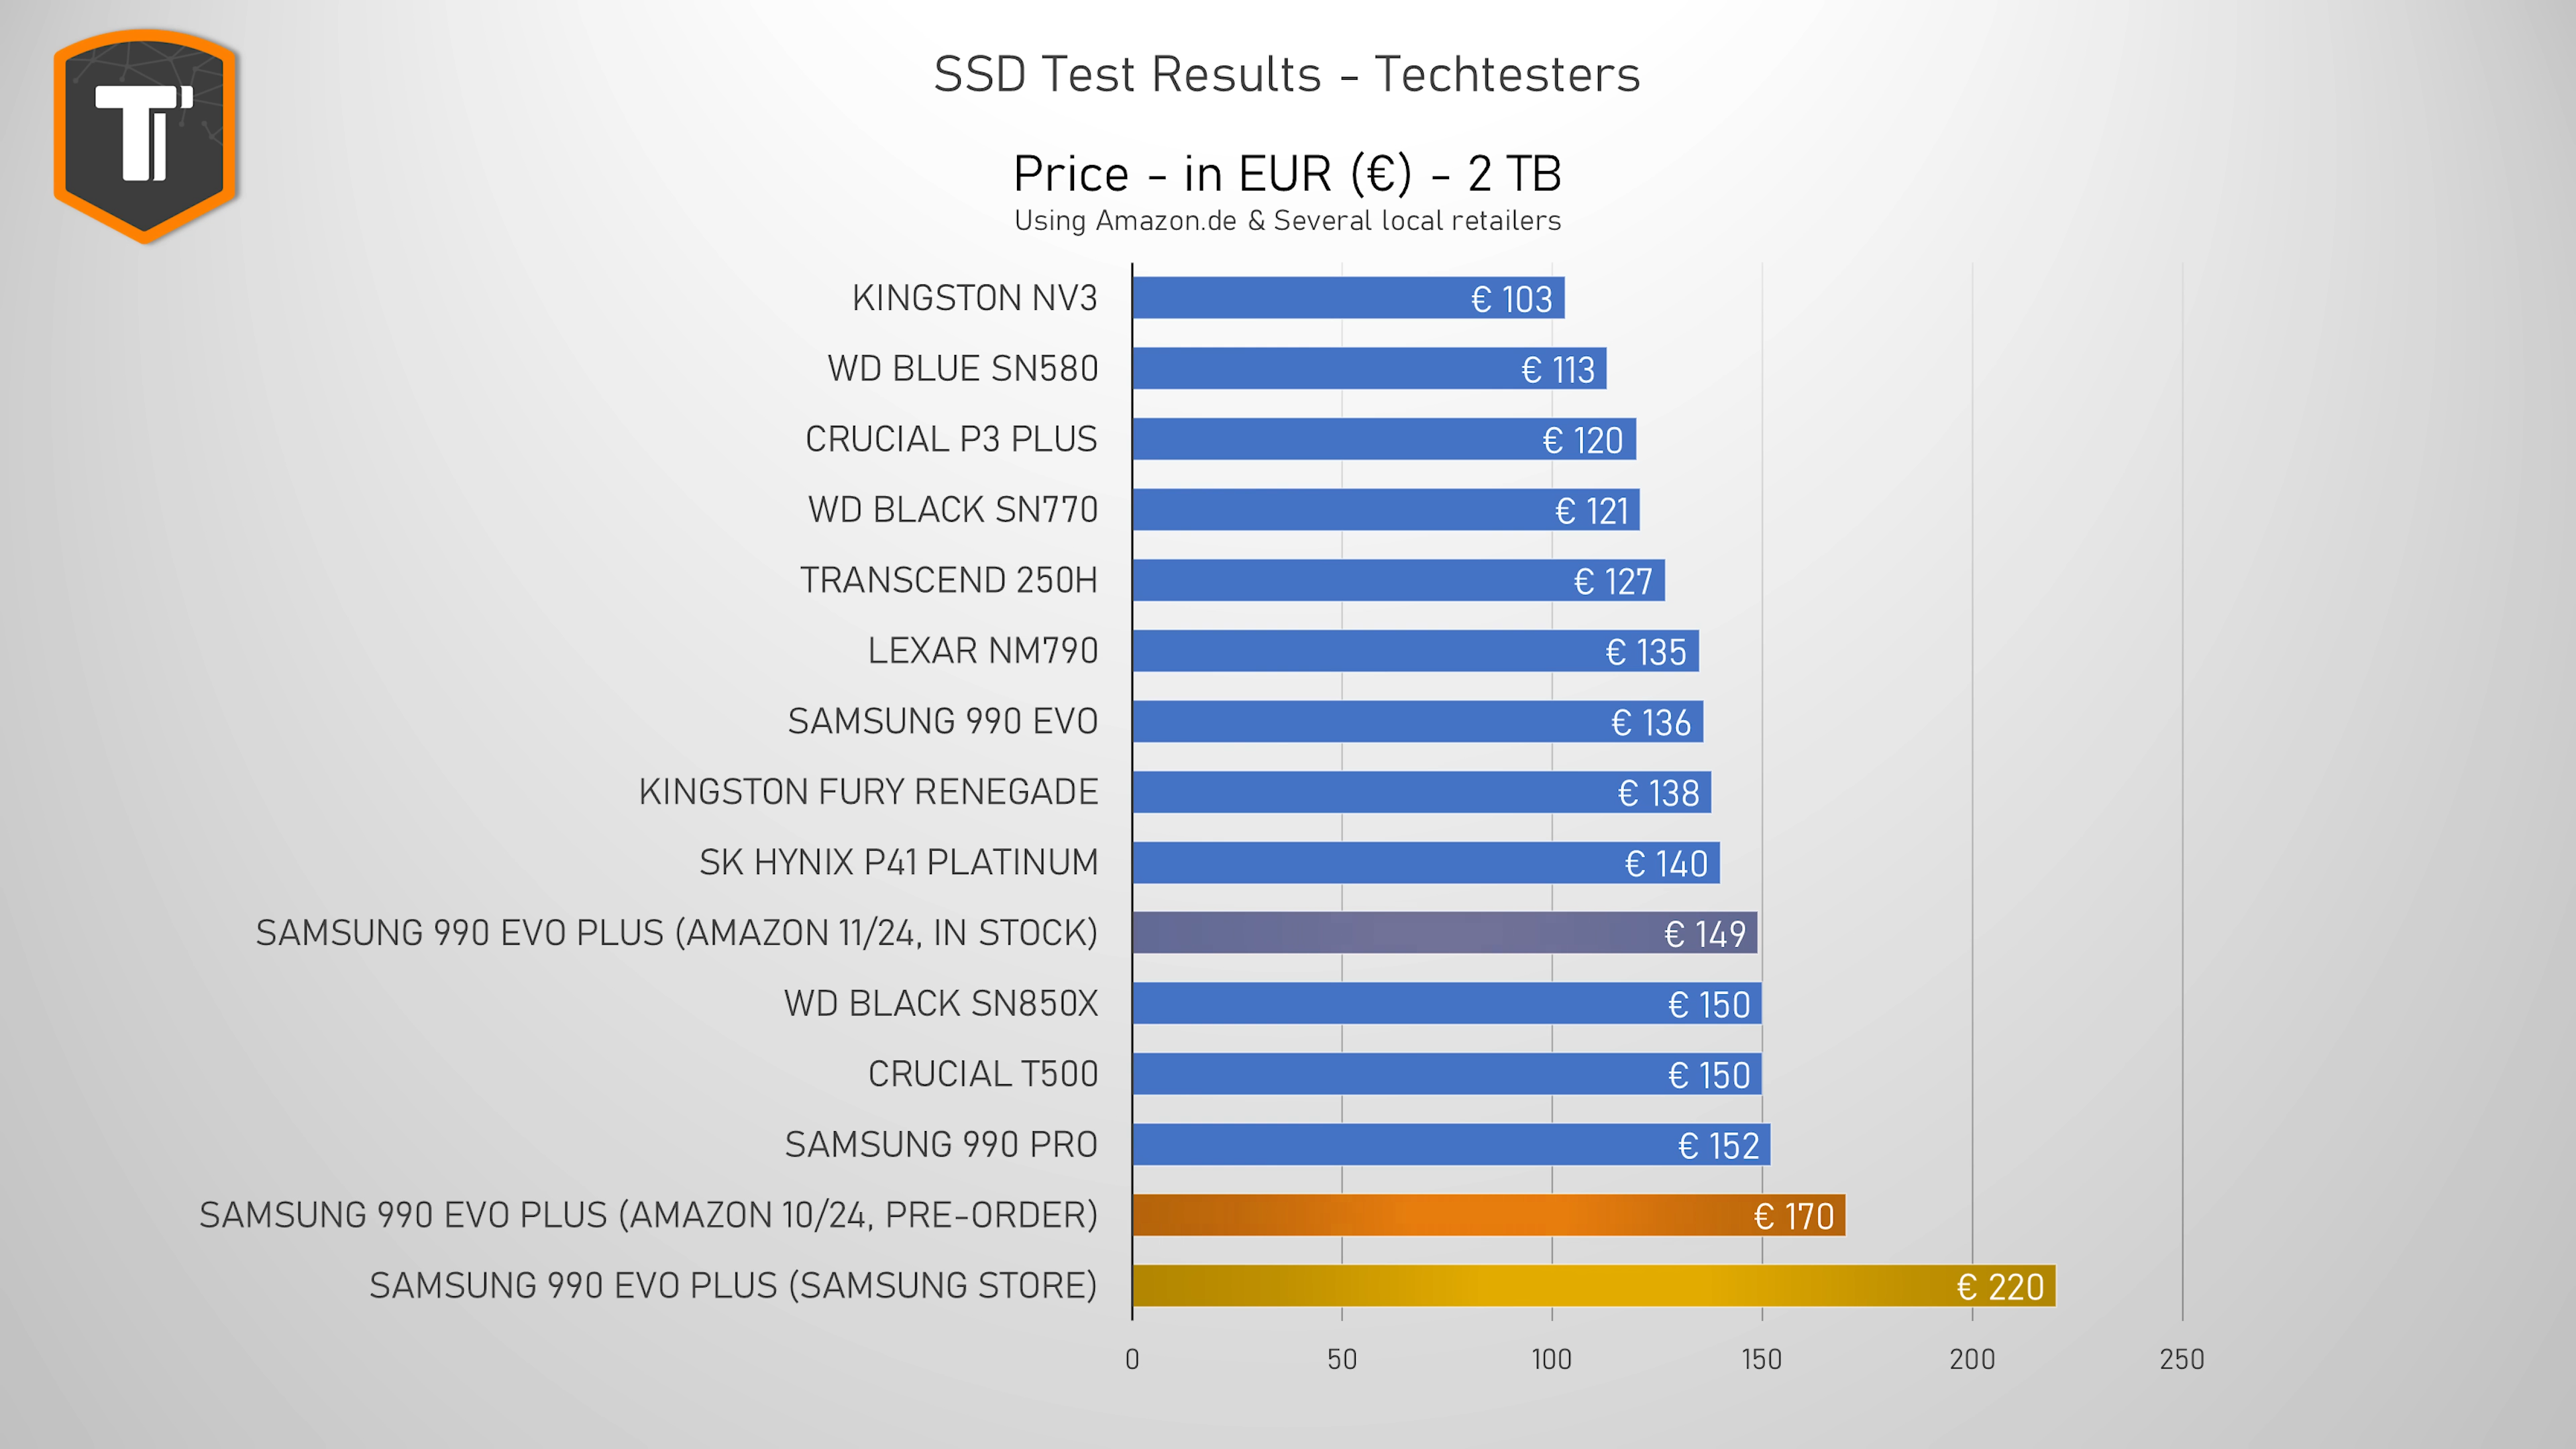 SSD Test Results - Techtesters
Price - in EUR (€) - 2 TB
Using Amazon.de & Several local retailers
KINGSTON NV3 € 103
WD BLUE SN580 € 113
CRUCIAL P3 PLUS € 120
WD BLACK SN770 € 121
TRANSCEND 250H € 127
LEXAR NM790 € 135
SAMSUNG 990 EVO € 136
KINGSTON FURY RENEGADE € 138
SK HYNIX P41 PLATINUM € 140
SAMSUNG 990 EVO PLUS (AMAZON 11/24, IN STOCK) € 149
WD BLACK SN850X € 150
CRUCIAL T500 € 150
SAMSUNG 990 PRO € 152
SAMSUNG 990 EVO PLUS (AMAZON 10/24, PRE-ORDER) € 170
SAMSUNG 990 EVO PLUS (SAMSUNG STORE) € 220
0 50 100 150 200 250